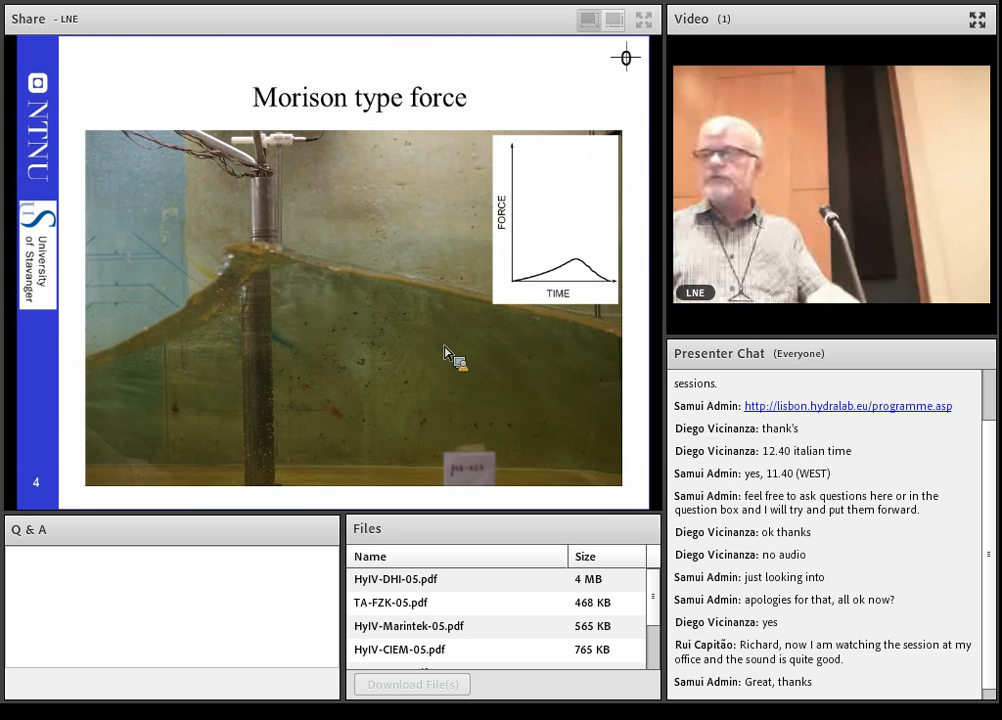 Share - LNE
Morison type force
NTNU
University
of Stavanger
FORCE
TIME
4
Video (1)
LNE
Presenter Chat (Everyone)
sessions.
Samui Admin: http://lisbon.hydralab.eu/programme.asp
Diego Vicinanza: thank's
Diego Vicinanza: 12.40 italian time
Samui Admin: yes, 11.40 (WEST)
Samui Admin: feel free to ask questions here or in the
question box and I will try and put them forward.
Diego Vicinanza: ok thanks
Diego Vicinanza: no audio
Samui Admin: just looking into
Samui Admin: apologies for that, all ok now?
Diego Vicinanza: yes
Rui Capitão: Richard, now I am watching the session at my
office and the sound is quite good.
Samui Admin: Great, thanks
Q & A
Files
Name Size
HyIV-DHI-05.pdf 4 MB
TA-FZK-05.pdf 468 KB
HyIV-Marintek-05.pdf 565 KB
HyIV-CIEM-05.pdf 765 KB
Download File(s)